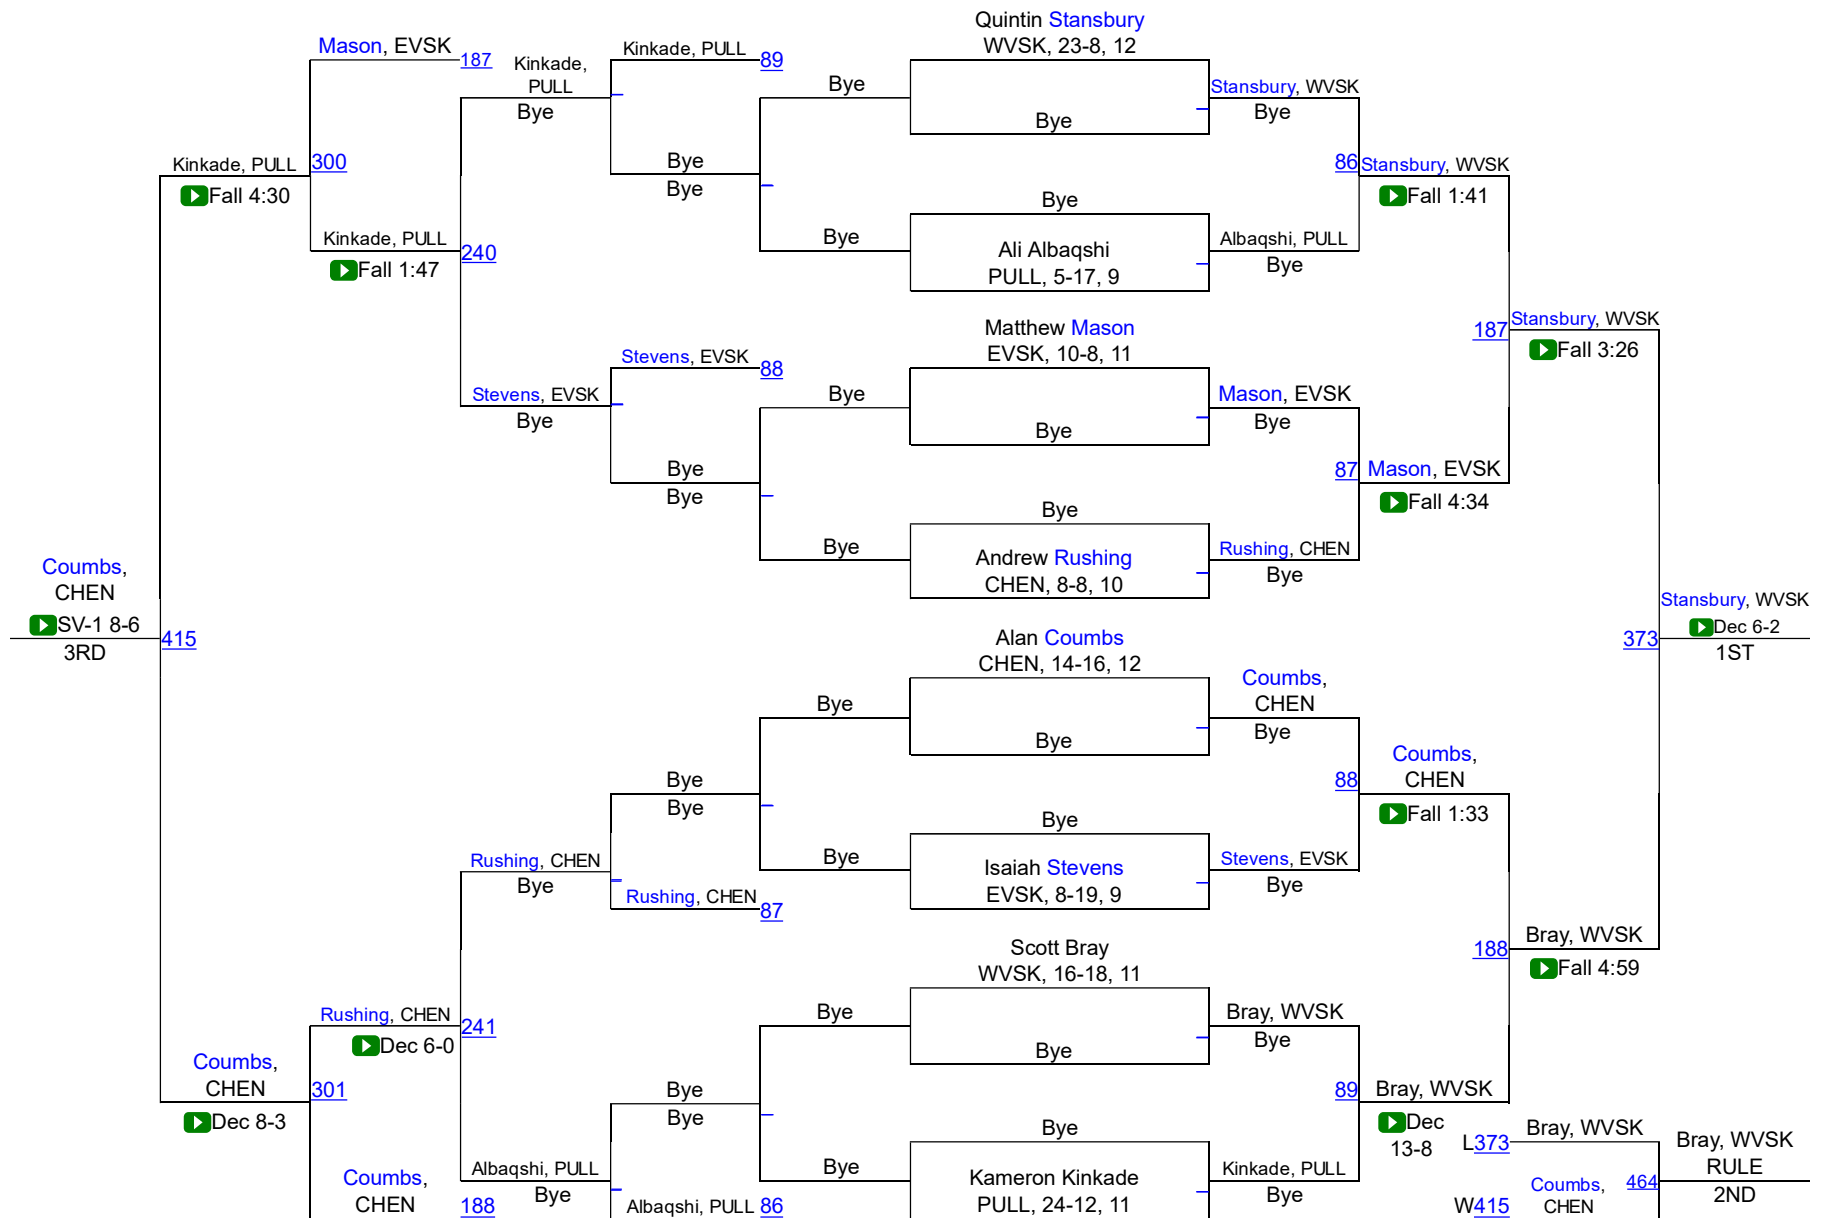 Quintin Stansbury
WVSK, 23-8, 12
Mason, EVSK
187
Kinkade,
PULL
Bye
Kinkade, PULL
89
Bye
Bye
Stansbury, WVSK
Bye
Kinkade, PULL
300
Fall 4:30
Bye
Bye
86
Stansbury, WVSK
Fall 1:41
Kinkade, PULL
240
Fall 1:47
Bye
Bye
Ali Albaqshi
PULL, 5-17, 9
Albaqshi, PULL
Bye
Matthew Mason
EVSK, 10-8, 11
187
Stansbury, WVSK
Fall 3:26
Stevens, EVSK
88
Stevens, EVSK
Bye
Bye
Bye
Mason, EVSK
Bye
Bye
Bye
87
Mason, EVSK
Fall 4:34
Bye
Bye
Andrew Rushing
CHEN, 8-8, 10
Rushing, CHEN
Bye
Coumbs,
CHEN
SV-1 8-6
3RD
415
Stansbury, WVSK
Dec 6-2
1ST
373
Alan Coumbs
CHEN, 14-16, 12
Bye
Bye
Coumbs,
CHEN
Bye
Bye
Bye
88
Coumbs,
CHEN
Fall 1:33
Rushing, CHEN
Bye
Bye
Bye
Isaiah Stevens
EVSK, 8-19, 9
Stevens, EVSK
Bye
Rushing, CHEN
87
Scott Bray
WVSK, 16-18, 11
188
Bray, WVSK
Fall 4:59
Rushing, CHEN
241
Dec 6-0
Bye
Bye
Bray, WVSK
Bye
Coumbs,
CHEN
301
Dec 8-3
Bye
Bye
89
Bray, WVSK
Dec
13-8
Coumbs,
CHEN
188
Albaqshi, PULL
Bye
Albaqshi, PULL
86
Bye
Bye
Kameron Kinkade
PULL, 24-12, 11
Kinkade, PULL
Bye
L373
Bray, WVSK
W415
Coumbs,
CHEN
464
Bray, WVSK
RULE
2ND